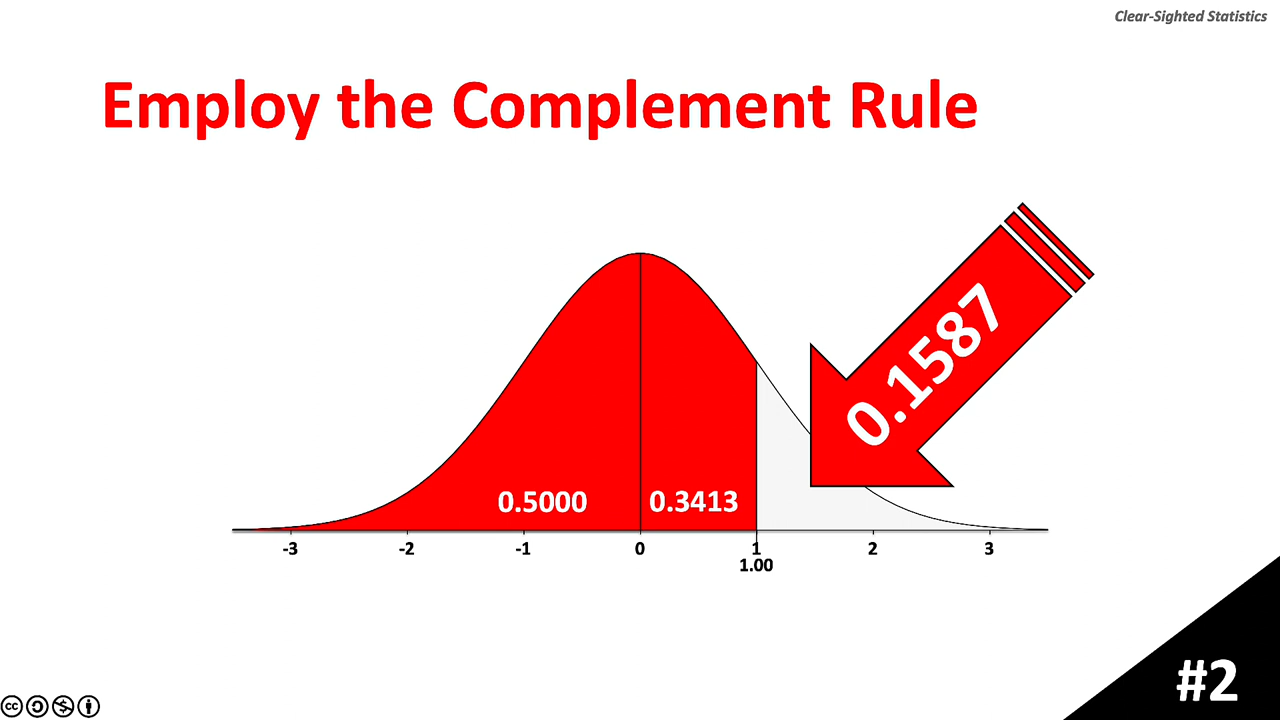 Clear-Sighted Statistics
Employ the Complement Rule
0.1587
0.5000 0.3413
-3 -2 -1 0 1 2 3
1.00
#2
cc
$